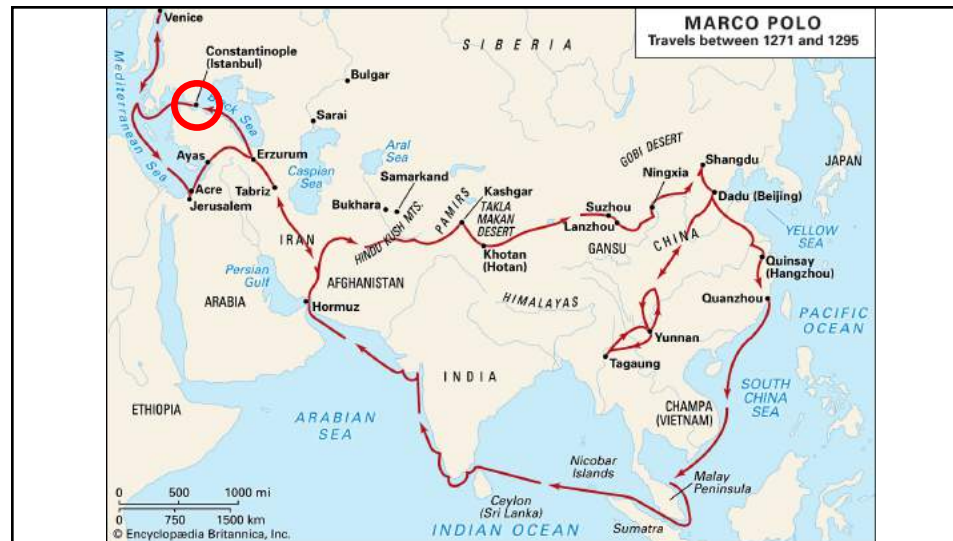 MARCO POLO
Travels between 1271 and 1295
Venice
SIBERIA
Constantinople
(Istanbul)
Bulgar
Mediterranean Sea
Black Sea
Sarai
Aral
Sea
GOBI DESERT
Shangdu
JAPAN
Ayas
Erzurum
Caspian
Sea
Samarkand
Kashgar
Ningxia
Dadu (Beijing)
Acre
Jerusalem
Tabriz
Bukhara
HINDU KUSH MTS.
PAMIRS
TAKLA
MAKAN
DESERT
Suzhou
Lanzhou
GANSU
CHINA
YELLOW
SEA
IRAN
Khotan
(Hotan)
Quinsay
(Hangzhou)
Persian
Gulf
AFGHANISTAN
ARABIA
Hormuz
HIMALAYAS
Quanzhou
PACIFIC
OCEAN
Yunnan
Tagaung
INDIA
SOUTH
CHINA
SEA
ETHIOPIA
ARABIAN
SEA
CHAMPA
(VIETNAM)
Nicobar
Islands
Malay
Peninsula
0 500 1000 mi
0 750 1500 km
Ceylon
(Sri Lanka)
Sumatra
INDIAN OCEAN
© Encyclopædia Britannica, Inc.